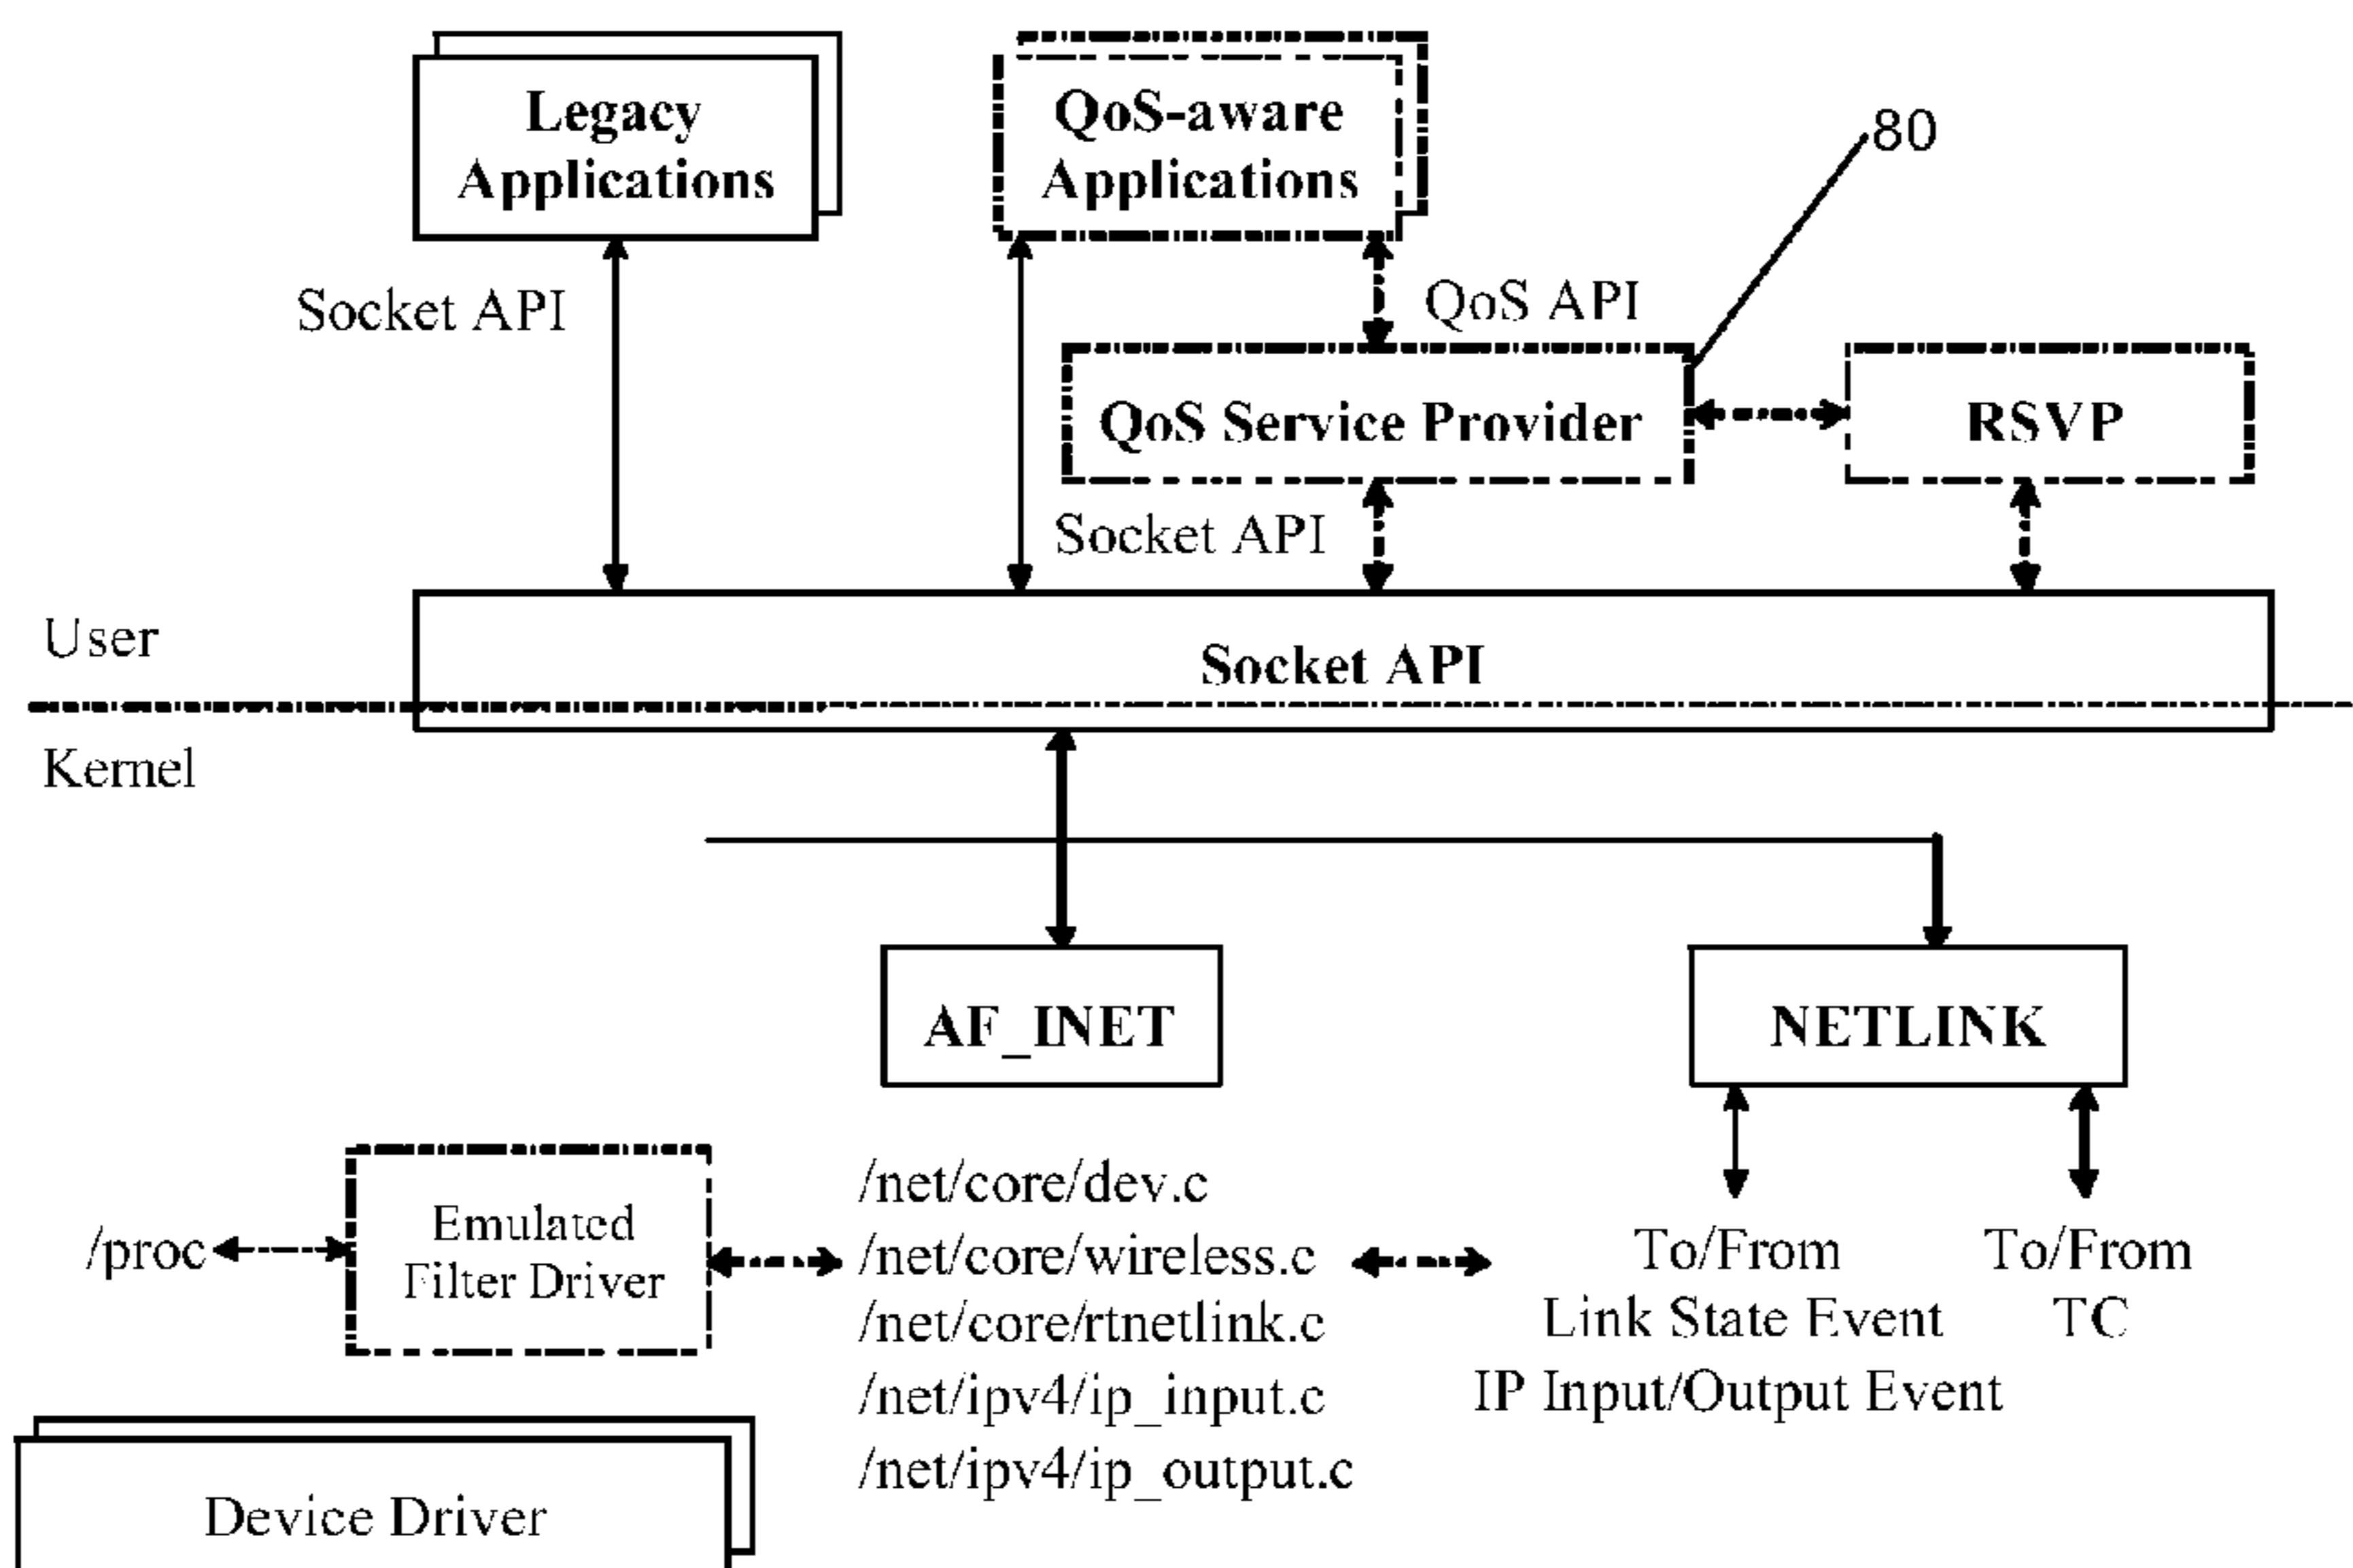 Legacy
Applications
QoS-aware
Applications
80
Socket API
QoS API
QoS Service Provider
RSVP
Socket API
User
Socket API
Kernel
AF_INET
NETLINK
/proc
Emulated
Filter Driver
/net/core/dev.c
/net/core/wireless.c
/net/core/rtnetlink.c
/net/ipv4/ip_input.c
/net/ipv4/ip_output.c
To/From
Link State Event
IP Input/Output Event
To/From
TC
Device Driver